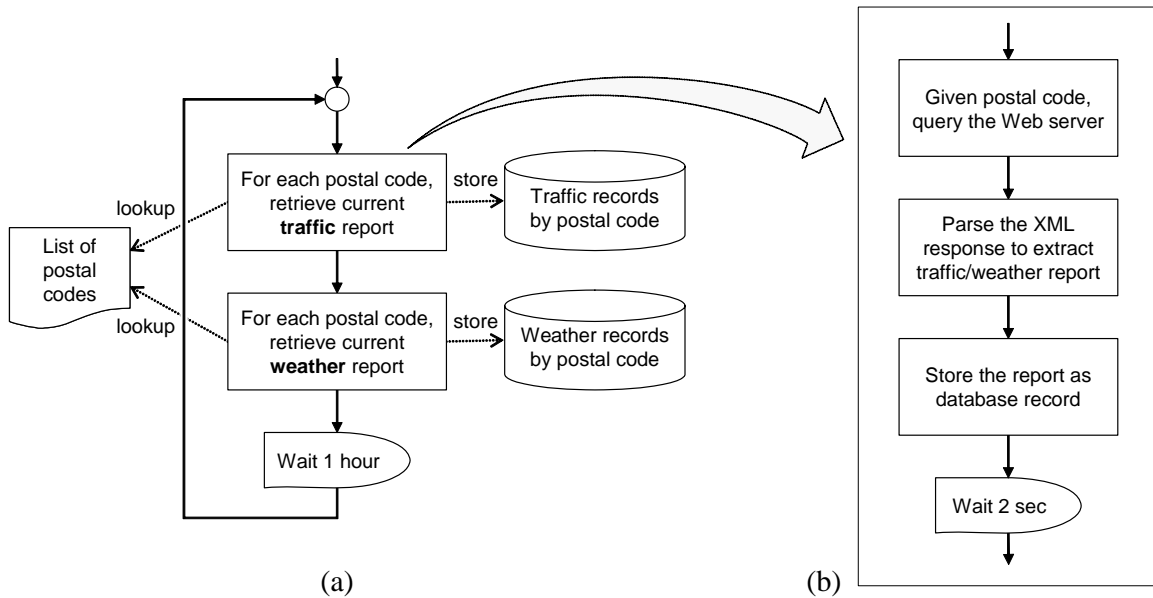 For each postal code,
retrieve current
traffic report
store
Traffic records
by postal code
lookup
List of
postal
codes
lookup
For each postal code,
retrieve current
weather report
store
Weather records
by postal code
Wait 1 hour
(a)
Given postal code,
query the Web server
Parse the XML
response to extract
traffic/weather report
Store the report as
database record
Wait 2 sec
(b)